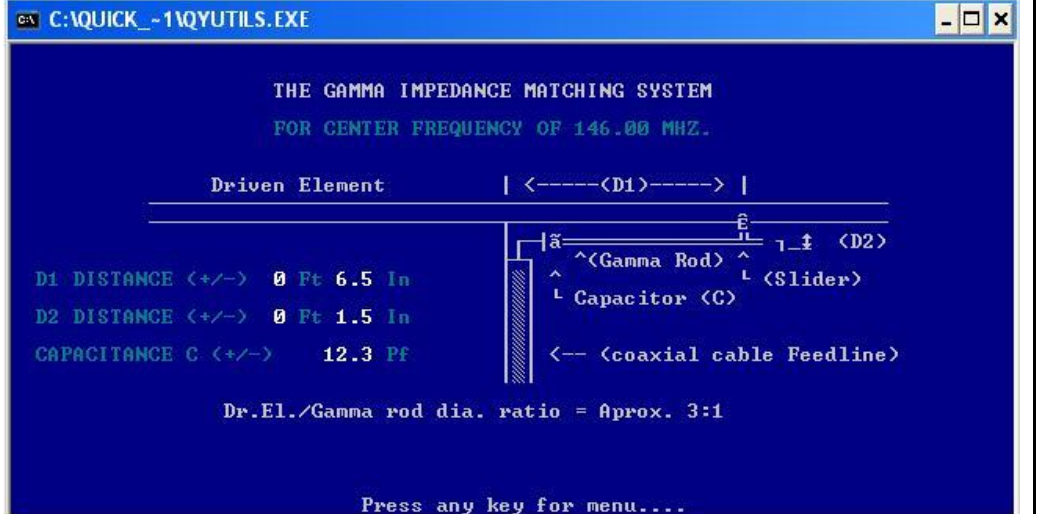 C:\QUICK_~1\QYUTILS.EXE
THE GAMMA IMPEDANCE MATCHING SYSTEM
FOR CENTER FREQUENCY OF 146.00 MHZ.
Driven Element | <-----(D1)-----> |
ã ╩ ê ┐_‡ (D2)
^(Gamma Rod) ^
D1 DISTANCE (+/-) 0 Ft 6.5 In ^ └ (Slider)
└ Capacitor (C)
D2 DISTANCE (+/-) 0 Ft 1.5 In
CAPACITANCE C (+/-) 12.3 Pf <-- (coaxial cable Feedline)
Dr.El./Gamma rod dia. ratio = Aprox. 3:1
Press any key for menu....